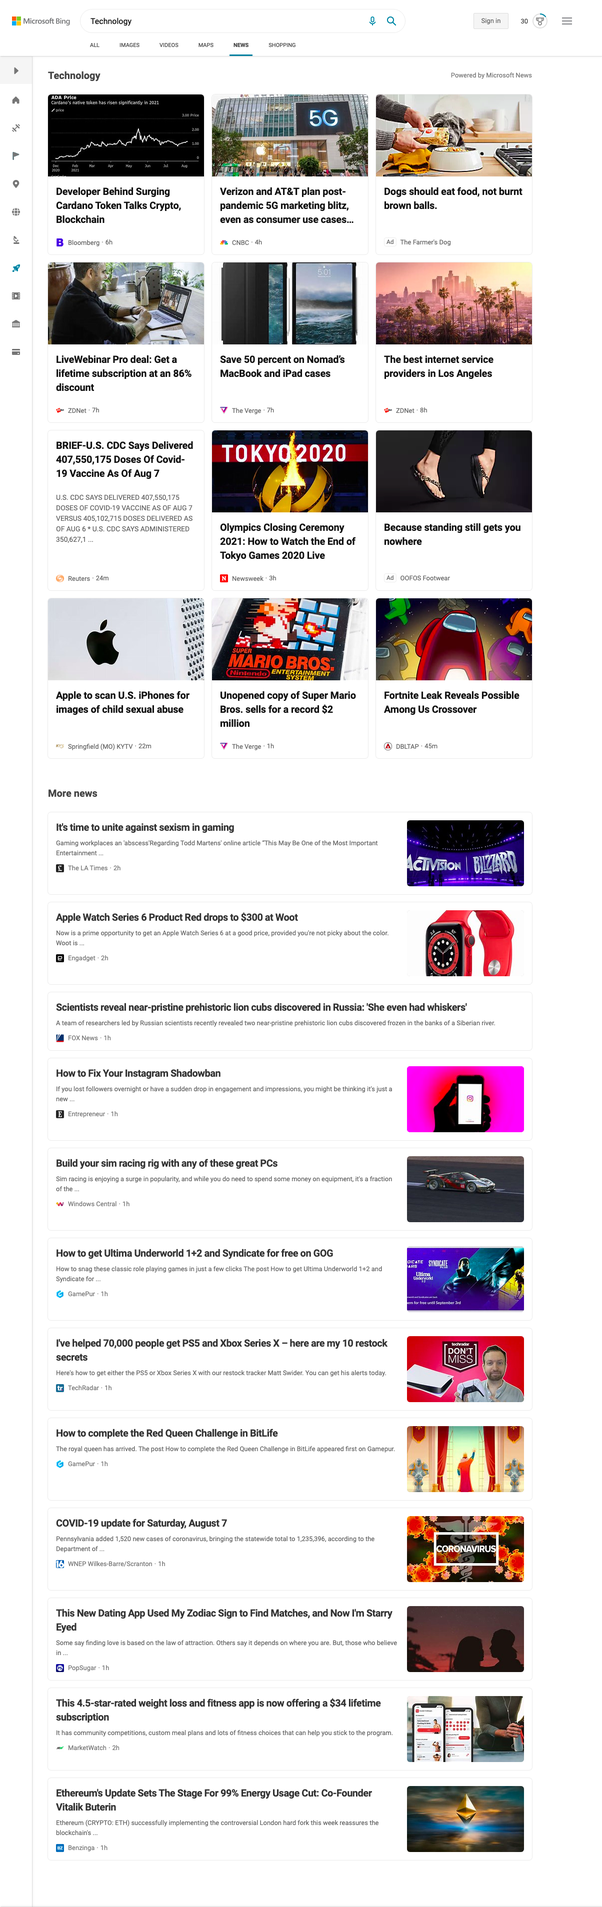 Microsoft Bing
Technology
Sign in
30
ALL
IMAGES
VIDEOS
MAPS
NEWS
SHOPPING
Technology
Powered by Microsoft News
ADA Price
Cardano's native token has risen significantly in 2021
Developer Behind Surging
Cardano Token Talks Crypto,
Blockchain
Bloomberg · 6h
5G
Verizon and AT&T plan post-
pandemic 5G marketing blitz,
even as consumer use cases...
CNBC · 4h
Dogs should eat food, not burnt
brown balls.
Ad The Farmer's Dog
LiveWebinar Pro deal: Get a
lifetime subscription at an 86%
discount
ZDNet · 7h
Save 50 percent on Nomad's
MacBook and iPad cases
The Verge · 7h
The best internet service
providers in Los Angeles
ZDNet · 8h
BRIEF-U.S. CDC Says Delivered
407,550,175 Doses Of Covid-
19 Vaccine As Of Aug 7
U.S. CDC SAYS DELIVERED 407,550,175
DOSES OF COVID-19 VACCINE AS OF AUG 7
VERSUS 405,102,715 DOSES DELIVERED AS
OF AUG 6 * U.S. CDC SAYS ADMINISTERED
350,627,1 ...
Reuters · 24m
TOKYO 2020
Olympics Closing Ceremony
2021: How to Watch the End of
Tokyo Games 2020 Live
Newsweek · 3h
Because standing still gets you
nowhere
Ad OOFOS Footwear
Apple to scan U.S. iPhones for
images of child sexual abuse
Springfield (MO) KYTV · 22m
SUPER
MARIO BROS.
Nintendo ENTERTAINMENT
SYSTEM
Unopened copy of Super Mario
Bros. sells for a record $2
million
The Verge · 1h
Fortnite Leak Reveals Possible
Among Us Crossover
DBLTAP · 45m
More news
It's time to unite against sexism in gaming
Gaming workplaces an 'abscess'Regarding Todd Martens' online article "This May Be One of the Most Important
Entertainment ...
The LA Times · 2h
ACTIVISION BLIZZARD
Apple Watch Series 6 Product Red drops to $300 at Woot
Now is a prime opportunity to get an Apple Watch Series 6 at a good price, provided you're not picky about the color.
Woot is ...
Engadget · 2h
Scientists reveal near-pristine prehistoric lion cubs discovered in Russia: 'She even had whiskers'
A team of researchers led by Russian scientists recently revealed two near-pristine prehistoric lion cubs discovered frozen in the banks of a Siberian river.
FOX News · 1h
How to Fix Your Instagram Shadowban
If you lost followers overnight or have a sudden drop in engagement and impressions, you might be thinking it's just a
new ...
Entrepreneur · 1h
Build your sim racing rig with any of these great PCs
Sim racing is enjoying a surge in popularity, and while you do need to spend some money on equipment, it's a fraction
of the ...
Windows Central · 1h
How to get Ultima Underworld 1+2 and Syndicate for free on GOG
How to snag these classic role playing games in just a few clicks The post How to get Ultima Underworld 1+2 and
Syndicate for ...
GamePur · 1h
SYNDICATE
I've helped 70,000 people get PS5 and Xbox Series X – here are my 10 restock
secrets
Here's how to get either the PS5 or Xbox Series X with our restock tracker Matt Swider. You can get his alerts today.
TechRadar · 1h
techradar
DON'T
MISS
How to complete the Red Queen Challenge in BitLife
The royal queen has arrived. The post How to complete the Red Queen Challenge in BitLife appeared first on Gamepur.
GamePur · 1h
COVID-19 update for Saturday, August 7
Pennsylvania added 1,520 new cases of coronavirus, bringing the statewide total to 1,235,396, according to the
Department of ...
WNEP Wilkes-Barre/Scranton · 1h
CORONAVIRUS
This New Dating App Used My Zodiac Sign to Find Matches, and Now I'm Starry
Eyed
Some say finding love is based on the law of attraction. Others say it depends on where you are. But, those who believe
in ...
PopSugar · 1h
This 4.5-star-rated weight loss and fitness app is now offering a $34 lifetime
subscription
It has community competitions, custom meal plans and lots of fitness choices that can help you stick to the program.
MarketWatch · 2h
Ethereum's Update Sets The Stage For 99% Energy Usage Cut: Co-Founder
Vitalik Buterin
Ethereum (CRYPTO: ETH) successfully implementing the controversial London hard fork this week reassures the
blockchain's ...
Benzinga · 1h